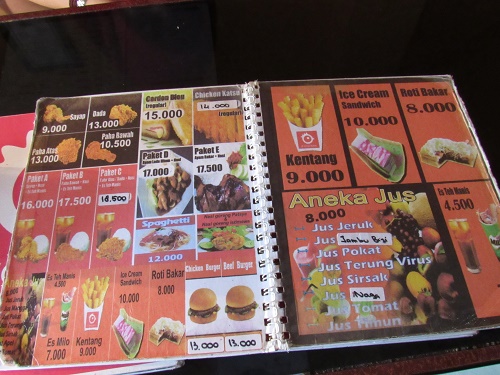 Sayap
9.000
Dada
13.000
Paha Atas
13.000
Paha Bawah
10.500
Gordon Bleu
(regular)
15.000
Chicken Katsu
14.000
(regular)
Paket A
16.000
Paket B
17.500
Paket C
18.500
Paket D
17.000
Paket E
17.500
Spaghetti
12.000
Es Teh Manis
4.500
Es Milo
7.000
Kentang
9.000
Ice Cream
Sandwich
10.000
Roti Bakar
8.000
Chicken Burger
13.000
Beef Burger
13.000
Kentang
9.000
Ice Cream
Sandwich
10.000
Roti Bakar
8.000
Aneka Jus
8.000
Jus Jeruk
Jus Jambu Biji
Jus Pokat
Jus Terung Virus
Jus Sirsak
Jus Naga
Jus Tomat
Jus Timun
Es Teh Manis
4.500